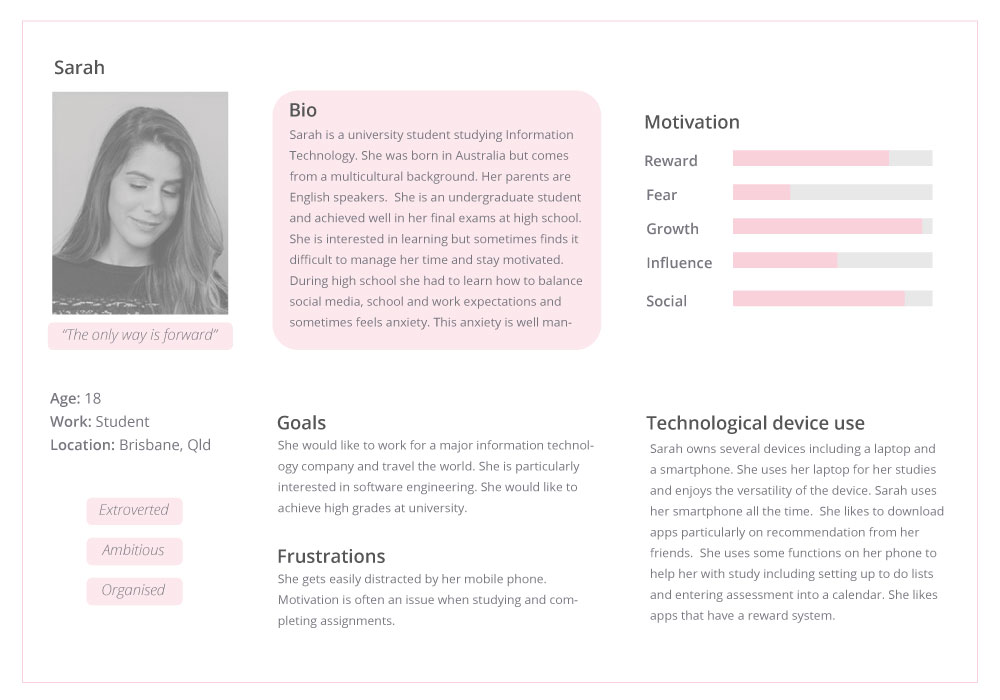 Sarah
"The only way is forward"
Age: 18
Work: Student
Location: Brisbane, Qld
Extroverted
Ambitious
Organised
Bio
Sarah is a university student studying Information
Technology. She was born in Australia but comes
from a multicultural background. Her parents are
English speakers.  She is an undergraduate student
and achieved well in her final exams at high school.
She is interested in learning but sometimes finds it
difficult to manage her time and stay motivated.
During high school she had to learn how to balance
social media, school and work expectations and
sometimes feels anxiety. This anxiety is well man-
Goals
She would like to work for a major information technol-
ogy company and travel the world. She is particularly
interested in software engineering. She would like to
achieve high grades at university.
Frustrations
She gets easily distracted by her mobile phone.
Motivation is often an issue when studying and com-
pleting assignments.
Motivation
Reward
Fear
Growth
Influence
Social
Technological device use
Sarah owns several devices including a laptop and
a smartphone. She uses her laptop for her studies
and enjoys the versatility of the device. Sarah uses
her smartphone all the time.  She likes to download
apps particularly on recommendation from her
friends.  She uses some functions on her phone to
help her with study including setting up to do lists
and entering assessment into a calendar. She likes
apps that have a reward system.